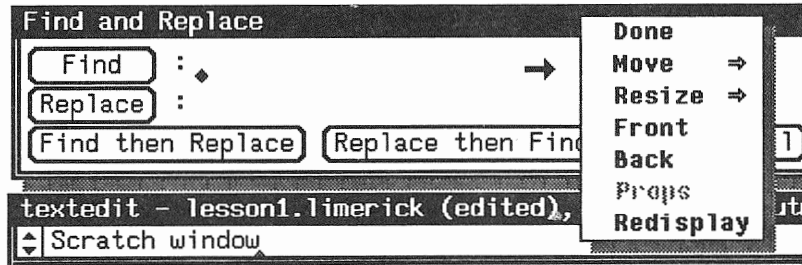 Find and Replace
Find :
Replace :
Find then Replace Replace then Find
Done
Move ⇒
Resize ⇒
Front
Back
Props
Redisplay
textedit - lesson1.limerick (edited),
Scratch window